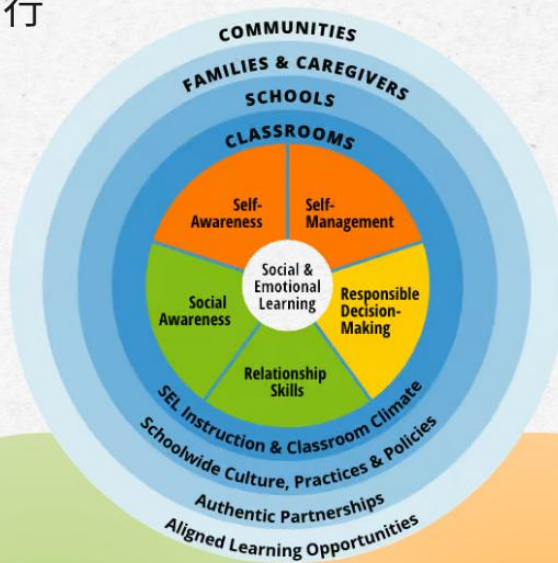 行
COMMUNITIES
FAMILIES & CAREGIVERS
SCHOOLS
CLASSROOMS
Self-
Awareness
Self-
Management
Social &
Emotional
Learning
Social
Awareness
Responsible
Decision-
Making
Relationship
Skills
SEL Instruction & Classroom Climate
Schoolwide Culture, Practices & Policies
Authentic Partnerships
Aligned Learning Opportunities